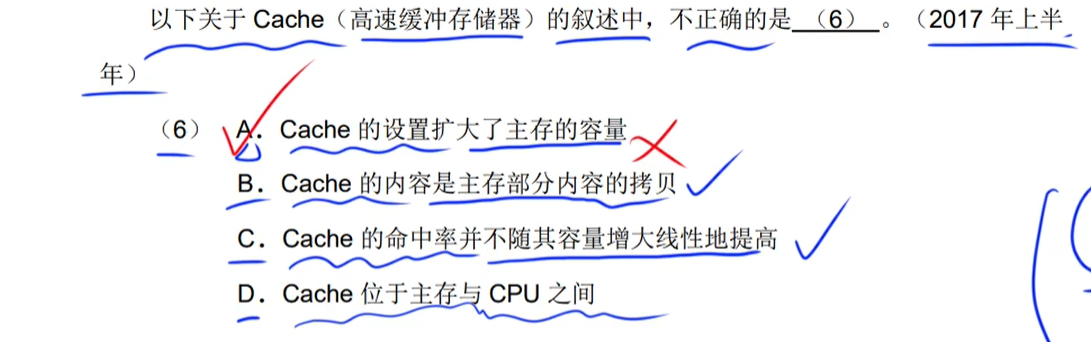 以下关于 Cache（高速缓冲存储器）的叙述中，不正确的是（6）。（2017 年上半
年）
（6） A．Cache 的设置扩大了主存的容量
B．Cache 的内容是主存部分内容的拷贝
C．Cache 的命中率并不随其容量增大线性地提高
D．Cache 位于主存与 CPU 之间